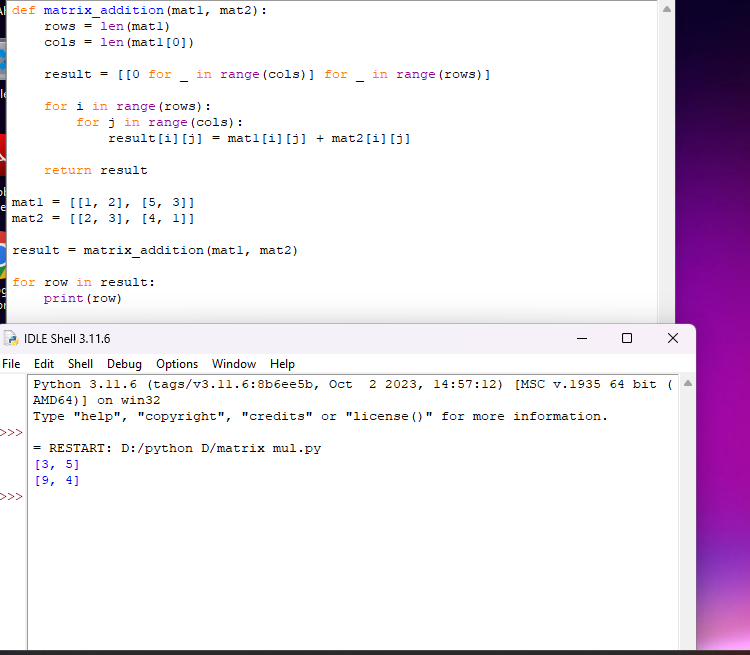 def matrix_addition(mat1, mat2):
    rows = len(mat1)
    cols = len(mat1[0])
    result = [[0 for _ in range(cols)] for _ in range(rows)]
    for i in range(rows):
        for j in range(cols):
            result[i][j] = mat1[i][j] + mat2[i][j]
    return result
mat1 = [[1, 2], [5, 3]]
mat2 = [[2, 3], [4, 1]]
result = matrix_addition(mat1, mat2)
for row in result:
    print(row)
IDLE Shell 3.11.6
File Edit Shell Debug Options Window Help
Python 3.11.6 (tags/v3.11.6:8b6ee5b, Oct  2 2023, 14:57:12) [MSC v.1935 64 bit (
AMD64)] on win32
Type "help", "copyright", "credits" or "license()" for more information.
>>>
= RESTART: D:/python D/matrix mul.py
[3, 5]
[9, 4]
>>>